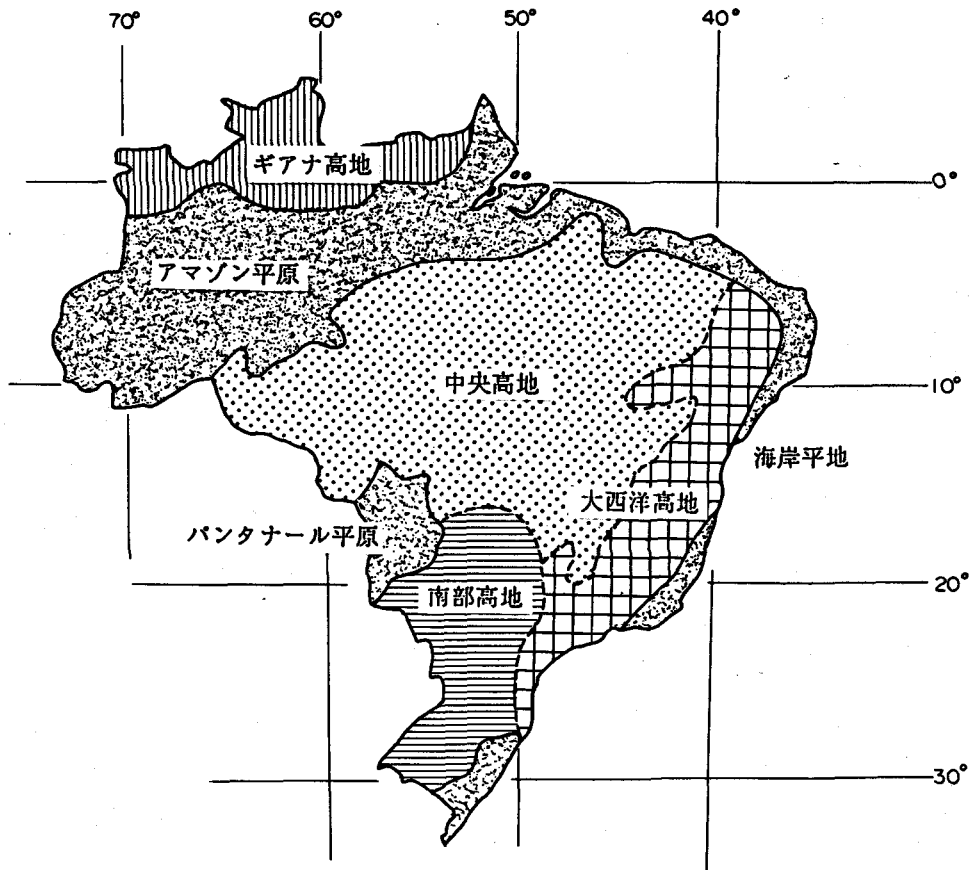 70° 60° 50° 40°
ギアナ高地
0°
アマゾン平原
中央高地
10°
海岸平地
大西洋高地
パンタナール平原
20°
南部高地
30°